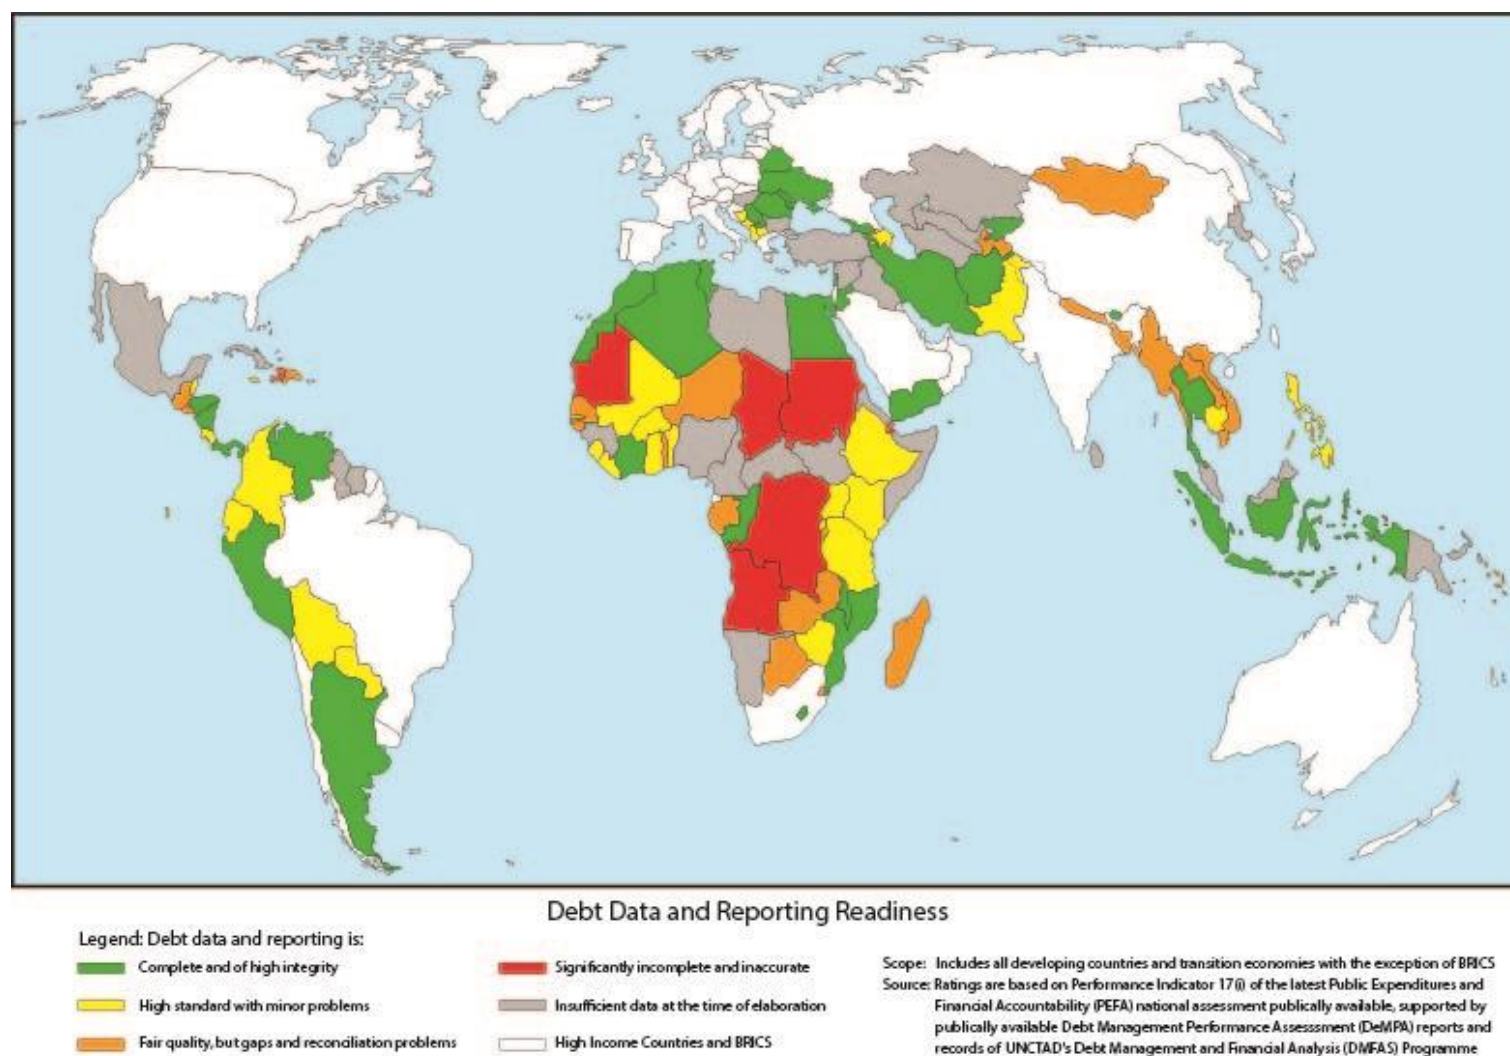 Debt Data and Reporting Readiness
Legend: Debt data and reporting is:
Complete and of high integrity
High standard with minor problems
Fair quality, but gaps and reconciliation problems
Significantly incomplete and inaccurate
Insufficient data at the time of elaboration
High Income Countries and BRICS
Scope: Includes all developing countries and transition economies with the exception of BRICS
Source: Ratings are based on Performance Indicator 17(i) of the latest Public Expenditures and
Financial Accountability (PEFA) national assessment publically available, supported by
publically available Debt Management Performance Assessment (DeMPA) reports and
records of UNCTAD's Debt Management and Financial Analysis (DMFAS) Programme